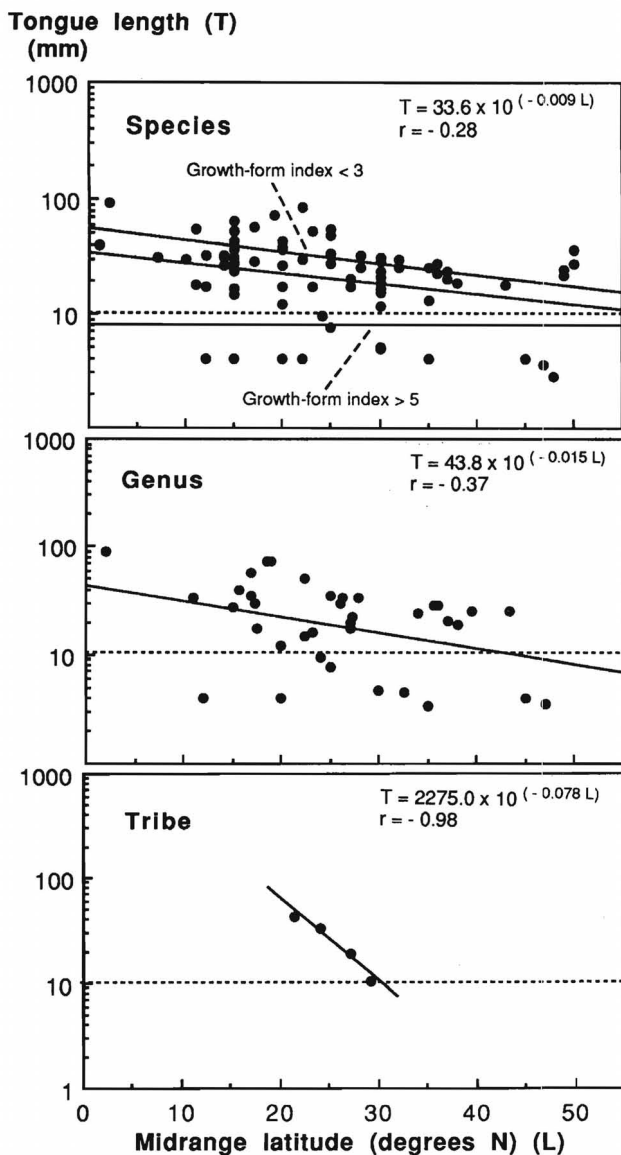 Tongue length (T)
(mm)
1000
Species
T = 33.6 x 10 ( - 0.009 L )
r = - 0.28
Growth-form index < 3
100
10
Growth-form index > 5
1000
Genus
T = 43.8 x 10 ( - 0.015 L )
r = - 0.37
100
10
1000
Tribe
T = 2275.0 x 10 ( - 0.078 L )
r = - 0.98
100
10
1
0 10 20 30 40 50
Midrange latitude (degrees N) (L)